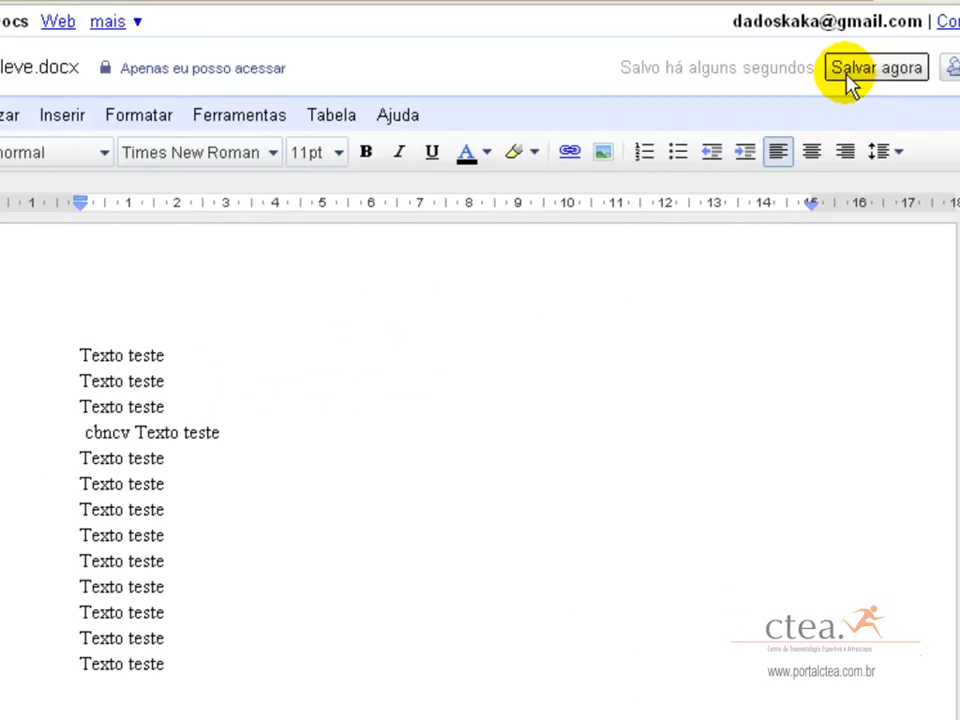 ocs Web mais dadoskaka@gmail.com | Co
leve.docx Apenas eu posso acessar Salvo há alguns segundos Salvar agora
zar Inserir Formatar Ferramentas Tabela Ajuda
normal Times New Roman 11pt B I U A
1 1 2 3 4 5 6 7 8 9 10 11 12 13 14 15 16 17 18
Texto teste
Texto teste
Texto teste
cbncv Texto teste
Texto teste
Texto teste
Texto teste
Texto teste
Texto teste
Texto teste
Texto teste
Texto teste
Texto teste
ctea.
Centro de Traumatologia Esportiva e Artroscopia
www.portalctea.com.br